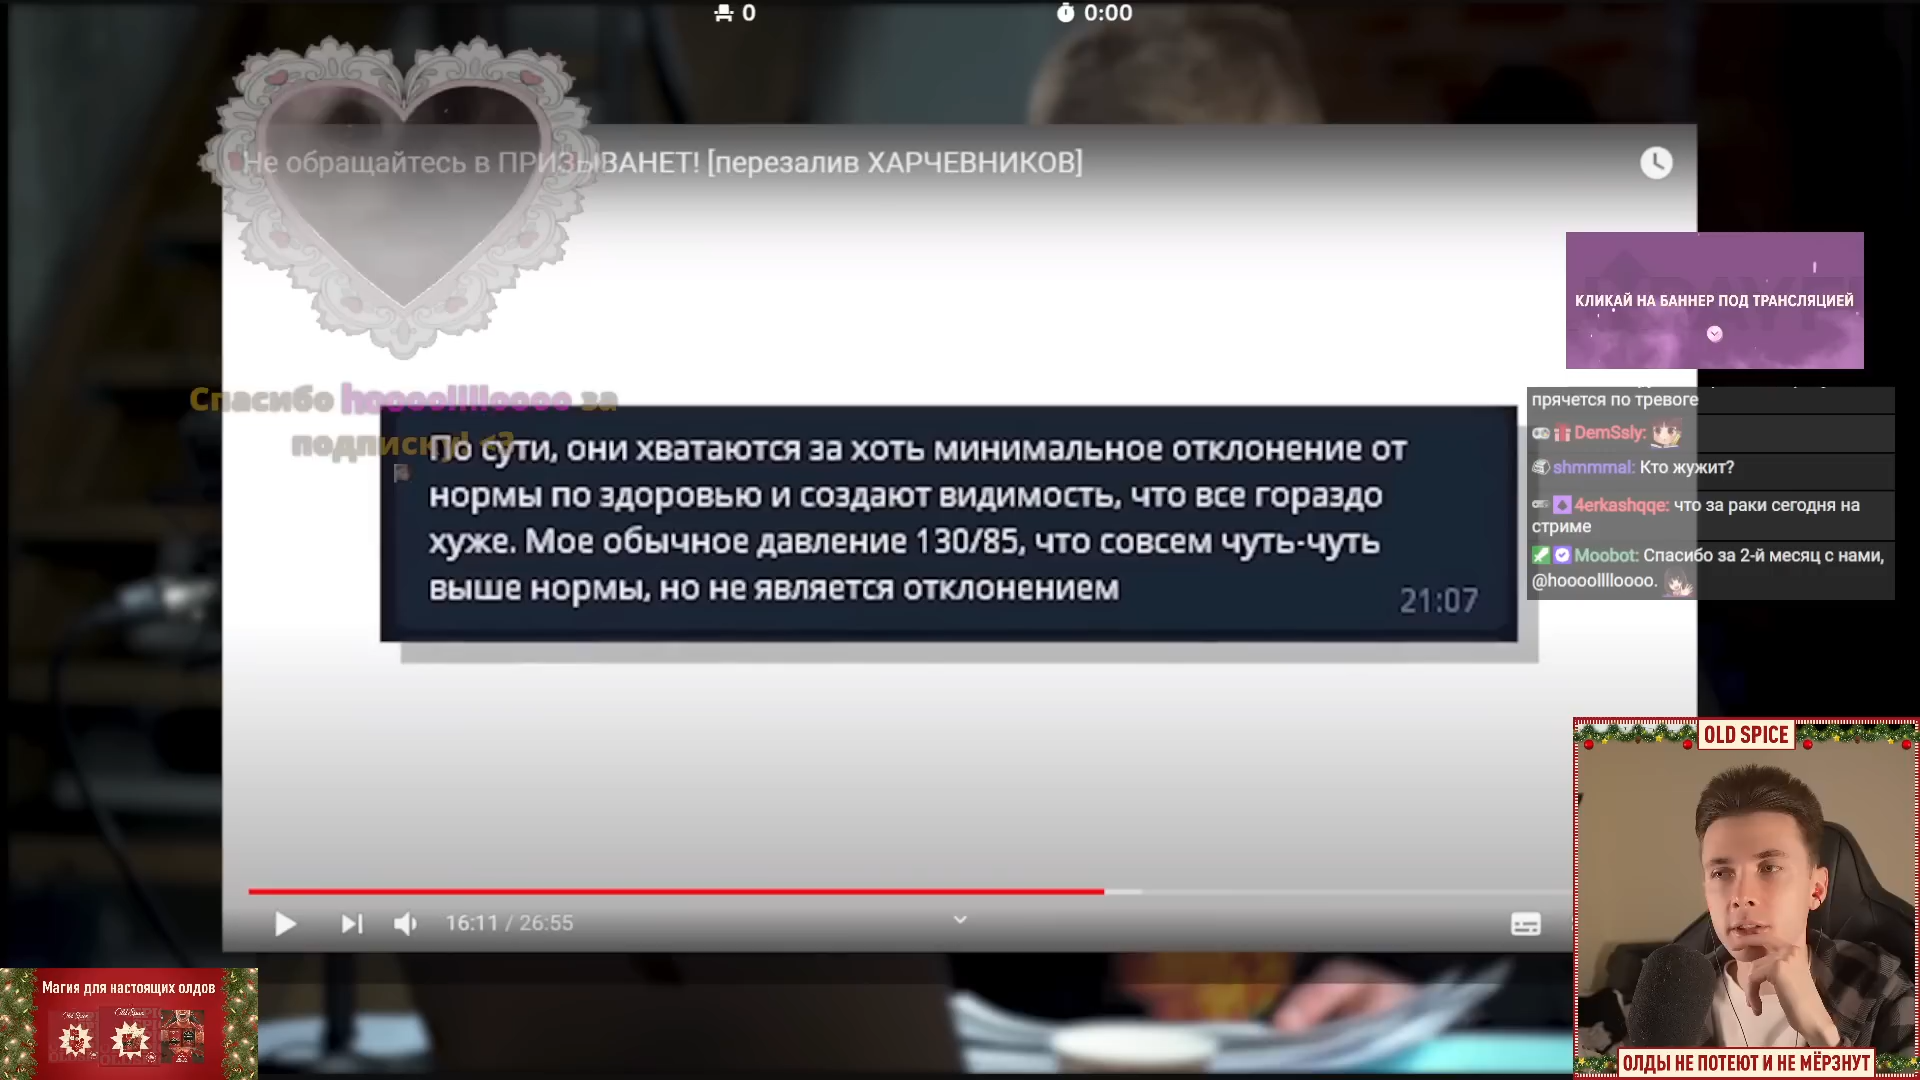 0
0:00
Не обращайтесь в ПРИЗЫВАНЕТ! [перезалив ХАРЧЕВНИКОВ]
КЛИКАЙ НА БАННЕР ПОД ТРАНСЛЯЦИЕЙ
Спасибо hoooolllloooo за
подписку! <3
По сути, они хватаются за хоть минимальное отклонение от
нормы по здоровью и создают видимость, что все гораздо
хуже. Мое обычное давление 130/85, что совсем чуть-чуть
выше нормы, но не является отклонением
21:07
прячется по тревоге
DemSsly:
shmmmal: Кто жужит?
4erkashqqe: что за раки сегодня на
стриме
Moobot: Спасибо за 2-й месяц с нами,
@hoooolllloooo.
OLD SPICE
16:11 / 26:55
Магия для настоящих олдов
Old Spice
ОЛДЫ НЕ ПОТЕЮТ И НЕ МЁРЗНУТ